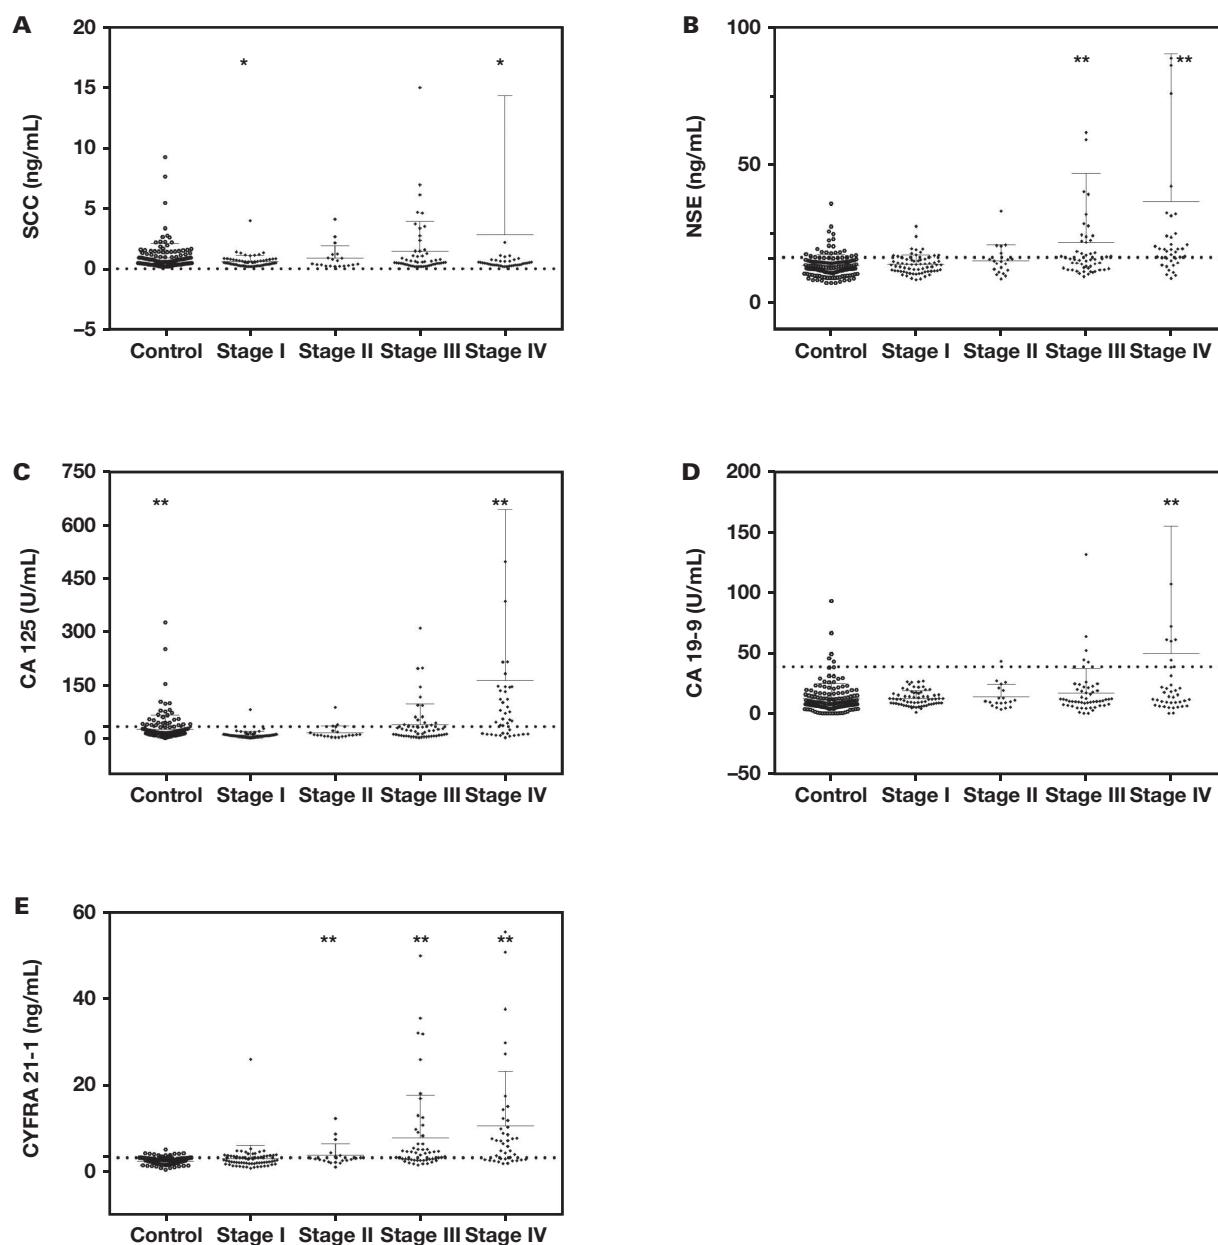 A
SCC (ng/mL)
20
15
10
5
0
–5
* *
Control Stage I Stage II Stage III Stage IV
B
NSE (ng/mL)
100
50
0
** **
Control Stage I Stage II Stage III Stage IV
C
CA 125 (U/mL)
750
600
450
300
150
0
** **
Control Stage I Stage II Stage III Stage IV
D
CA 19-9 (U/mL)
200
150
100
50
0
–50
**
Control Stage I Stage II Stage III Stage IV
E
CYFRA 21-1 (ng/mL)
60
40
20
0
** ** **
Control Stage I Stage II Stage III Stage IV